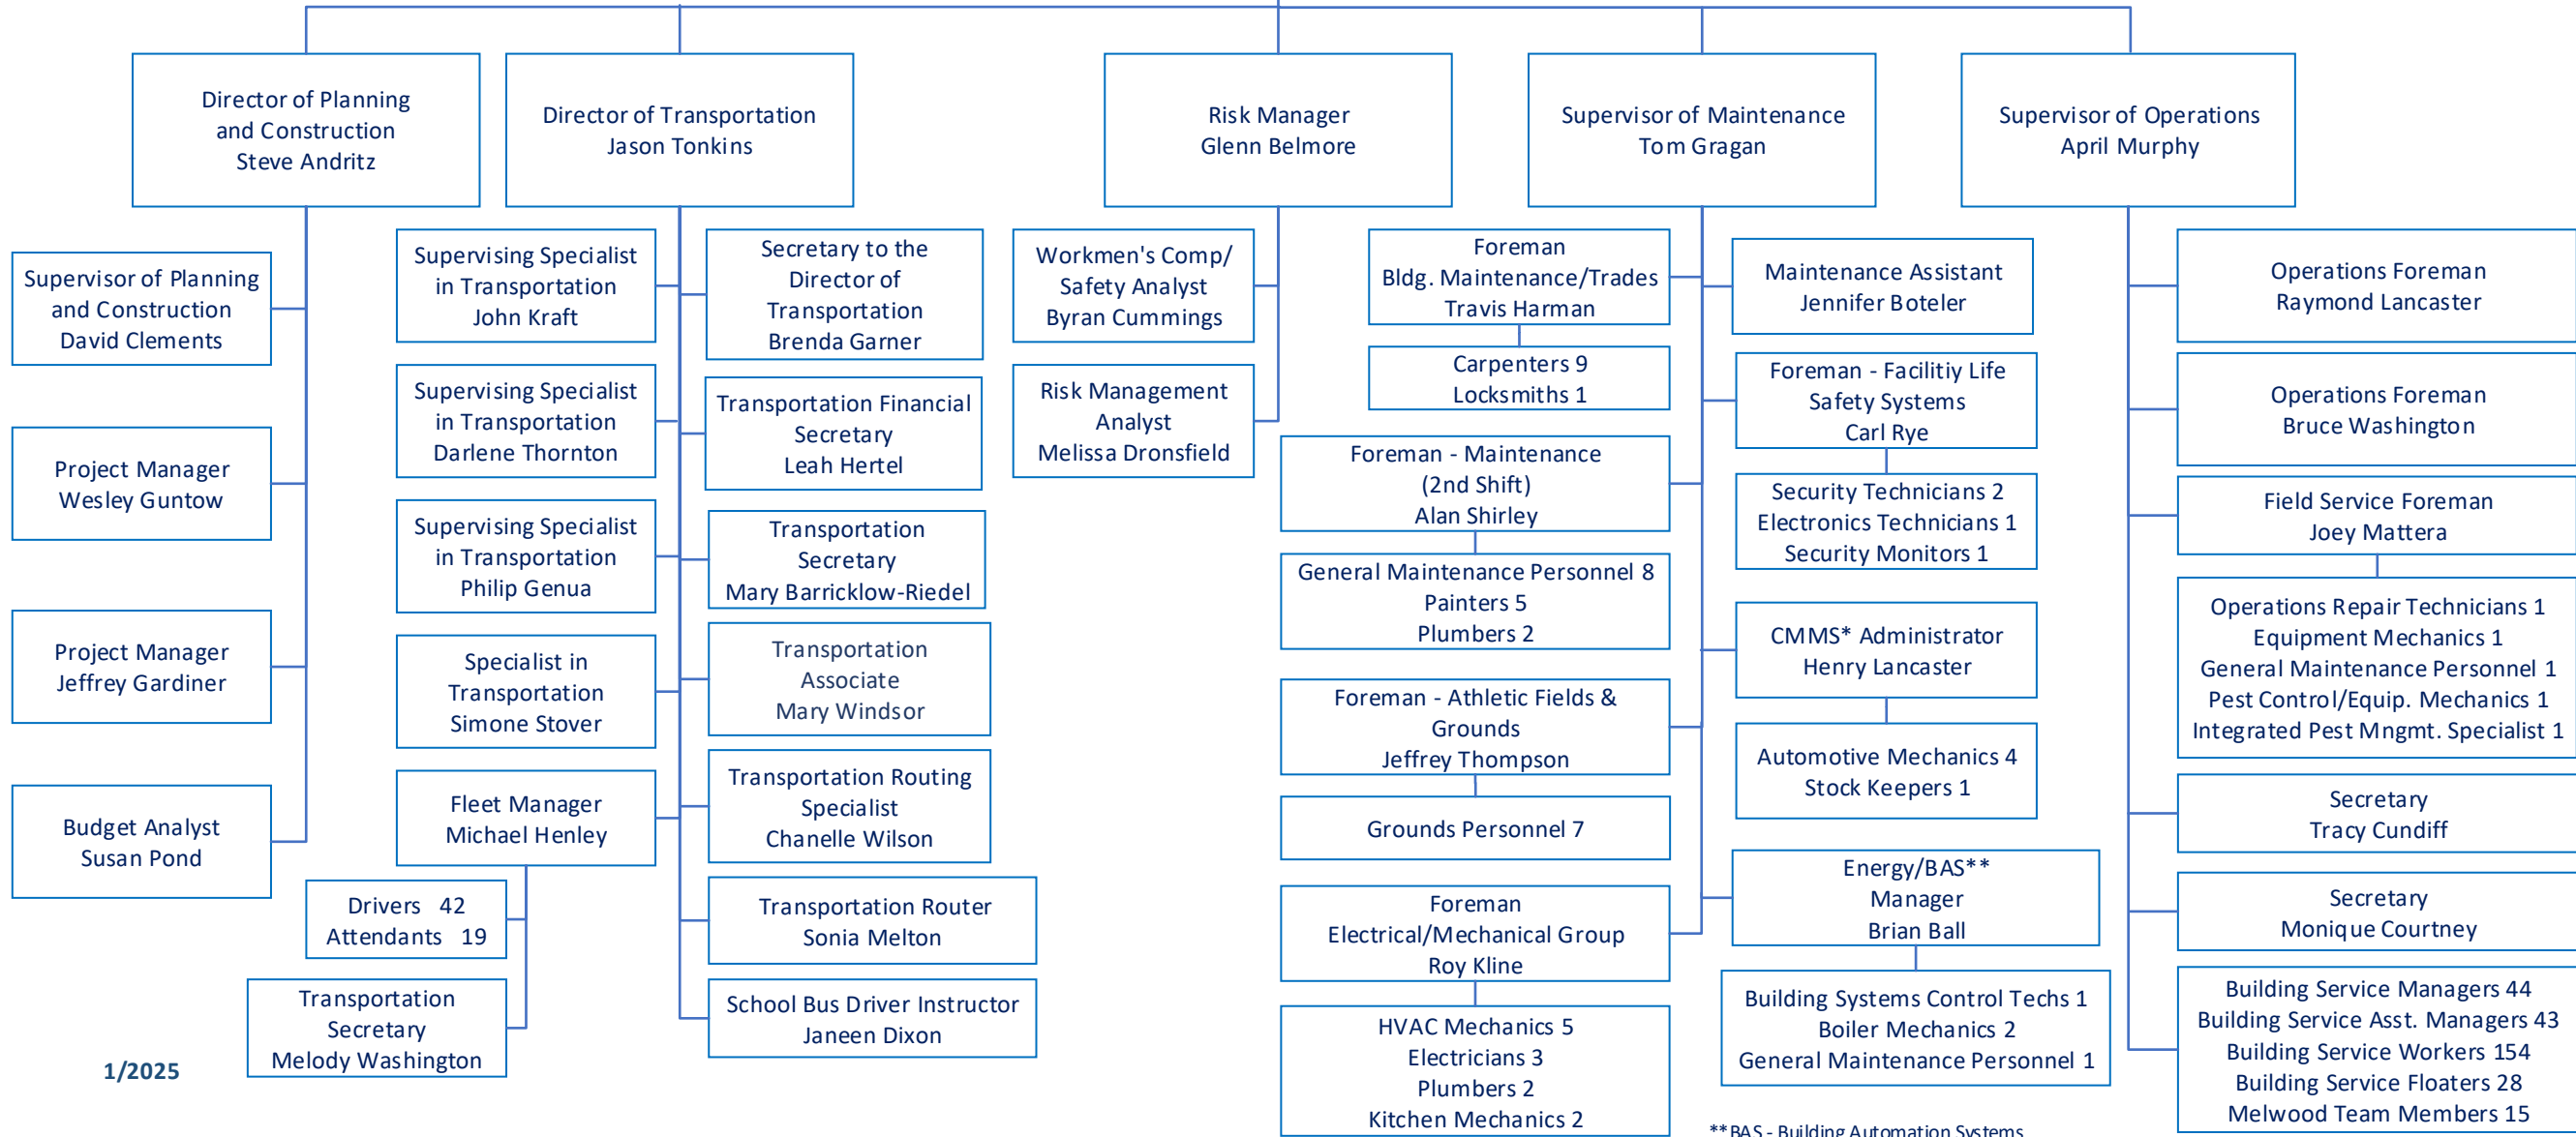 Director of Planning
and Construction
Steve Andritz
Director of Transportation
Jason Tonkins
Risk Manager
Glenn Belmore
Supervisor of Maintenance
Tom Gragan
Supervisor of Operations
April Murphy
Supervisor of Planning
and Construction
David Clements
Project Manager
Wesley Guntow
Project Manager
Jeffrey Gardiner
Budget Analyst
Susan Pond
Supervising Specialist
in Transportation
John Kraft
Supervising Specialist
in Transportation
Darlene Thornton
Supervising Specialist
in Transportation
Philip Genua
Specialist in
Transportation
Simone Stover
Fleet Manager
Michael Henley
Drivers 42
Attendants 19
Transportation
Secretary
Melody Washington
Secretary to the
Director of
Transportation
Brenda Garner
Transportation Financial
Secretary
Leah Hertel
Transportation
Secretary
Mary Barricklow-Riedel
Transportation
Associate
Mary Windsor
Transportation Routing
Specialist
Chanelle Wilson
Transportation Router
Sonia Melton
School Bus Driver Instructor
Janeen Dixon
Workmen's Comp/
Safety Analyst
Byran Cummings
Risk Management
Analyst
Melissa Dronsfield
Foreman
Bldg. Maintenance/Trades
Travis Harman
Carpenters 9
Locksmiths 1
Foreman - Maintenance
(2nd Shift)
Alan Shirley
General Maintenance Personnel 8
Painters 5
Plumbers 2
Foreman - Athletic Fields &
Grounds
Jeffrey Thompson
Grounds Personnel 7
Foreman
Electrical/Mechanical Group
Roy Kline
HVAC Mechanics 5
Electricians 3
Plumbers 2
Kitchen Mechanics 2
Maintenance Assistant
Jennifer Boteler
Foreman - Facilitiy Life
Safety Systems
Carl Rye
Security Technicians 2
Electronics Technicians 1
Security Monitors 1
CMMS* Administrator
Henry Lancaster
Automotive Mechanics 4
Stock Keepers 1
Energy/BAS**
Manager
Brian Ball
Building Systems Control Techs 1
Boiler Mechanics 2
General Maintenance Personnel 1
Operations Foreman
Raymond Lancaster
Operations Foreman
Bruce Washington
Field Service Foreman
Joey Mattera
Operations Repair Technicians 1
Equipment Mechanics 1
General Maintenance Personnel 1
Pest Control/Equip. Mechanics 1
Integrated Pest Mngmt. Specialist 1
Secretary
Tracy Cundiff
Secretary
Monique Courtney
Building Service Managers 44
Building Service Asst. Managers 43
Building Service Workers 154
Building Service Floaters 28
Melwood Team Members 15
1/2025
**BAS - Building Automation Systems